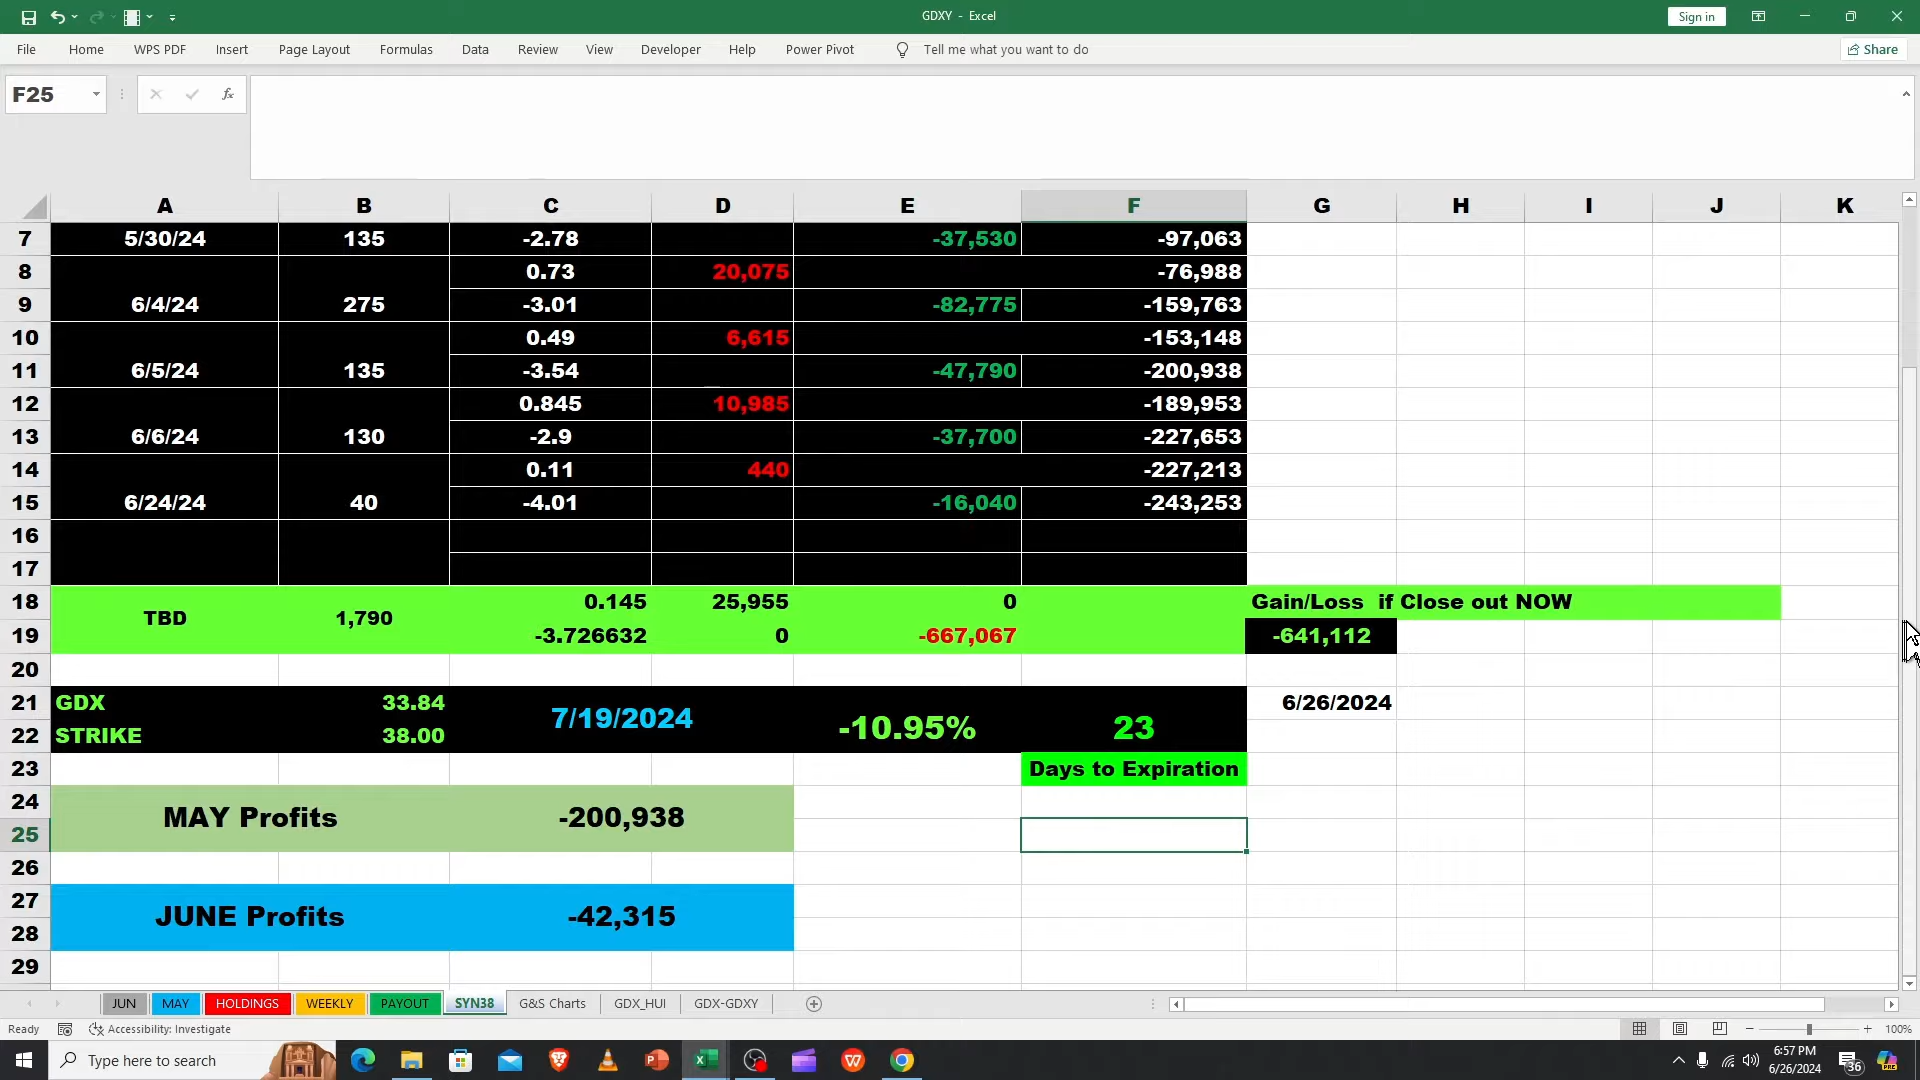 GDXY - Excel
Sign in
File Home WPS PDF Insert Page Layout Formulas Data Review View Developer Help Power Pivot Tell me what you want to do Share
F25 fx
A B C D E F G H I J K
7 5/30/24 135 -2.78 -37,530 -97,063
8 0.73 20,075 -76,988
9 6/4/24 275 -3.01 -82,775 -159,763
10 0.49 6,615 -153,148
11 6/5/24 135 -3.54 -47,790 -200,938
12 0.845 10,985 -189,953
13 6/6/24 130 -2.9 -37,700 -227,653
14 0.11 440 -227,213
15 6/24/24 40 -4.01 -16,040 -243,253
16
17
18 0.145 25,955 0 Gain/Loss if Close out NOW
TBD 1,790
19 -3.726632 0 -667,067 -641,112
20
21 GDX 33.84 7/19/2024 6/26/2024
22 STRIKE 38.00 -10.95% 23
23 Days to Expiration
24 MAY Profits -200,938
25
26
27 JUNE Profits -42,315
28
29
JUN MAY HOLDINGS WEEKLY PAYOUT SYN38 G&S Charts GDX_HUI GDX-GDXY
Ready Accessibility: Investigate 100%
Type here to search
6:57 PM
6/26/2024
36
PRE